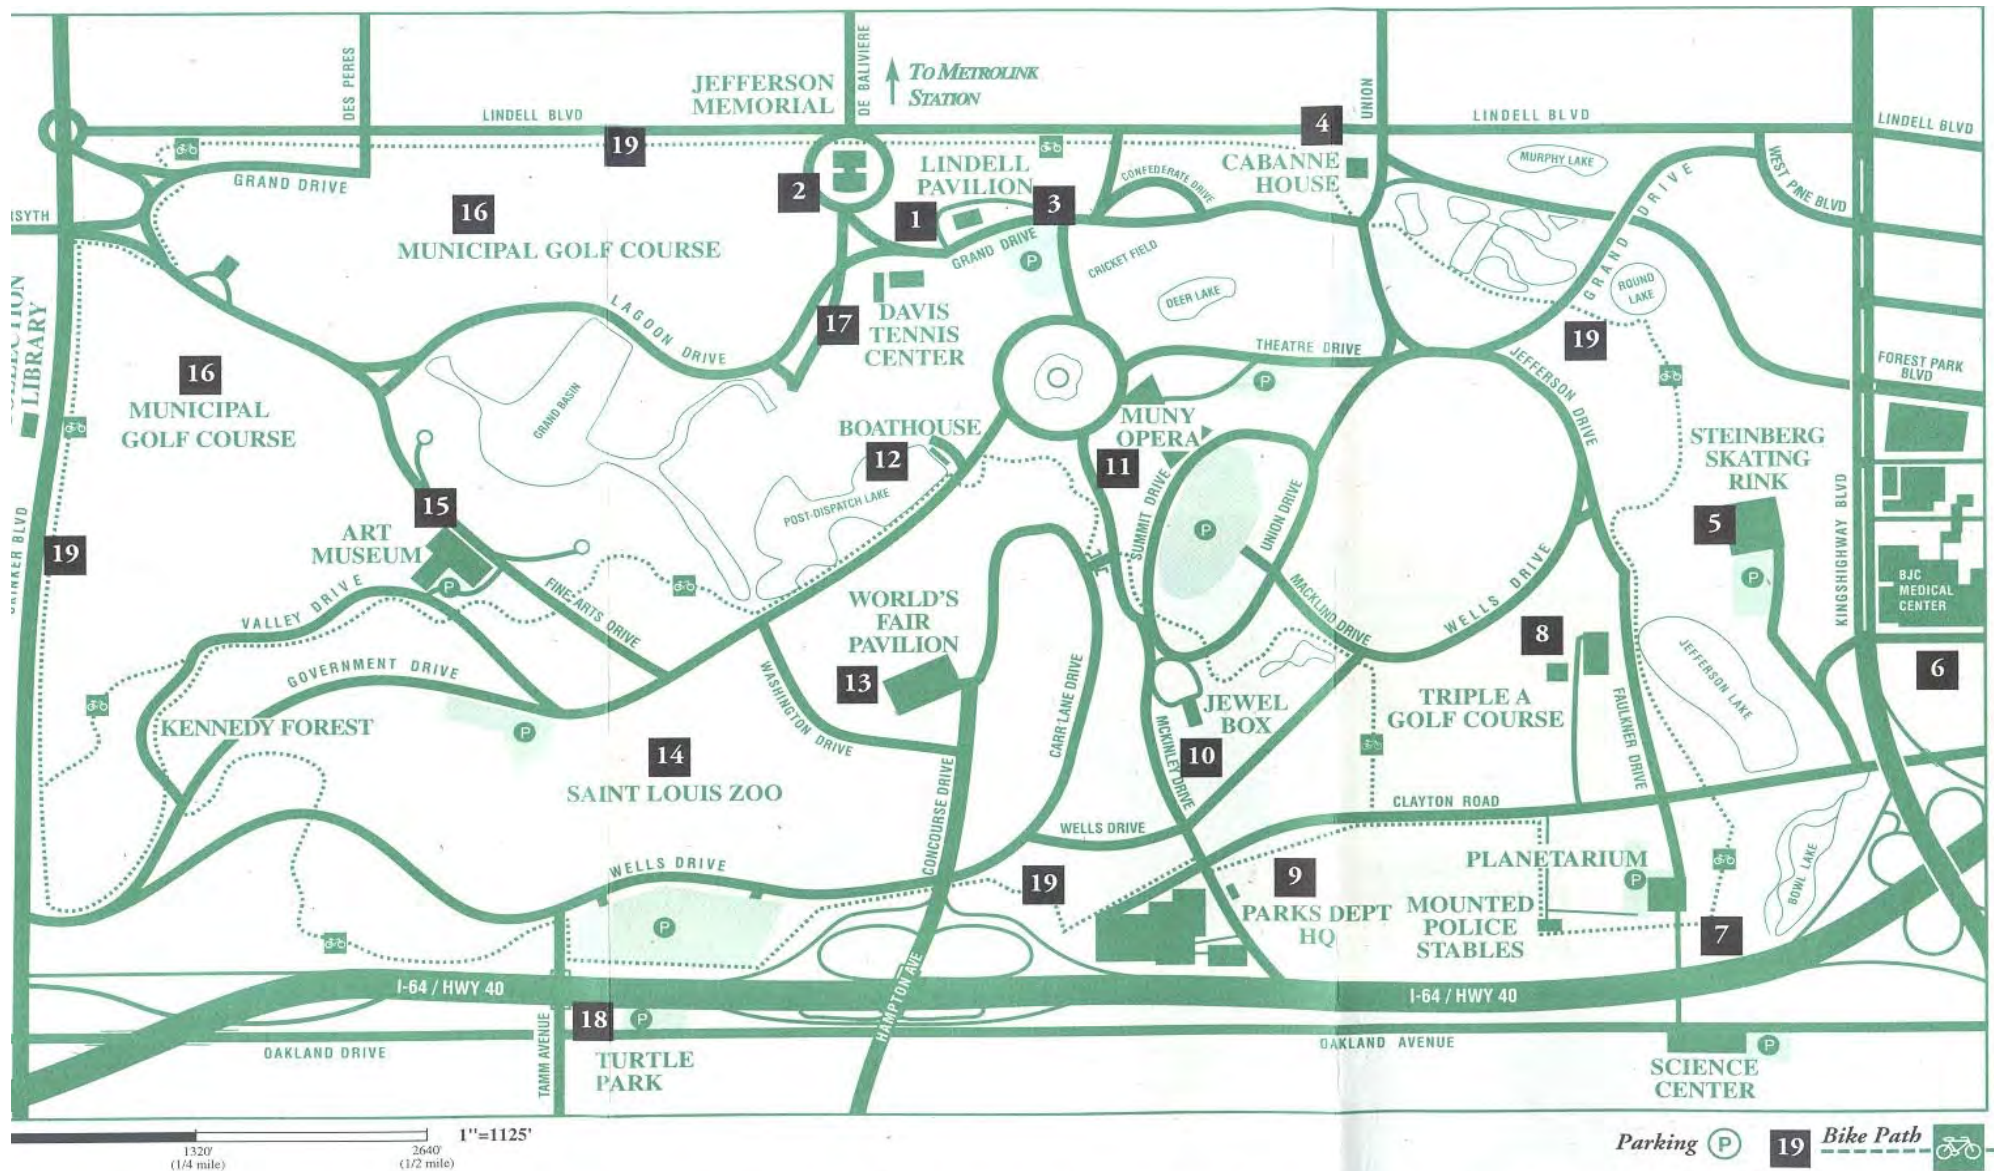 DES PERES
DE BALIVIERE
TO METROLINK
STATION
JEFFERSON
MEMORIAL
UNION
LINDELL BLVD
LINDELL BLVD
LINDELL BLVD
4
19
GRAND DRIVE
2
LINDELL
PAVILION
1
3
CONFEDERATE DRIVE
CABANNE
HOUSE
MURPHY LAKE
WEST PINE BLVD
GRAND DRIVE
16
MUNICIPAL GOLF COURSE
GRAND DRIVE
P
CRICKET FIELD
DEER LAKE
ROUND
LAKE
LIBRARY
LAGOON DRIVE
17
DAVIS
TENNIS
CENTER
THEATRE DRIVE
19
JEFFERSON DRIVE
FOREST PARK
BLVD
16
MUNICIPAL
GOLF COURSE
GRAND BASIN
P
MUNY
OPERA
BOATHOUSE
12
11
STEINBERG
SKATING
RINK
KINGSHIGHWAY BLVD
15
ART
MUSEUM
P
POST-DISPATCH LAKE
SUMMIT DRIVE
P
UNION DRIVE
5
P
19
VALLEY DRIVE
FINE ARTS DRIVE
MACKLIND DRIVE
WELLS DRIVE
BJC
MEDICAL
CENTER
WORLD'S
FAIR
PAVILION
13
8
6
GOVERNMENT DRIVE
WASHINGTON DRIVE
CARR LANE DRIVE
JEWEL
BOX
10
MCKINLEY DRIVE
TRIPLE A
GOLF COURSE
FAULKNER DRIVE
JEFFERSON LAKE
KENNEDY FOREST
P
14
SAINT LOUIS ZOO
CONCOURSE DRIVE
CLAYTON ROAD
WELLS DRIVE
WELLS DRIVE
19
9
PARKS DEPT
HQ
PLANETARIUM
P
MOUNTED
POLICE
STABLES
7
BOWL LAKE
P
I-64 / HWY 40
I-64 / HWY 40
HAMPTON AVE
18
P
TURTLE
PARK
TAMM AVENUE
OAKLAND DRIVE
OAKLAND AVENUE
P
SCIENCE
CENTER
1"=1125'
1320'
(1/4 mile)
2640'
(1/2 mile)
Parking P
19 Bike Path